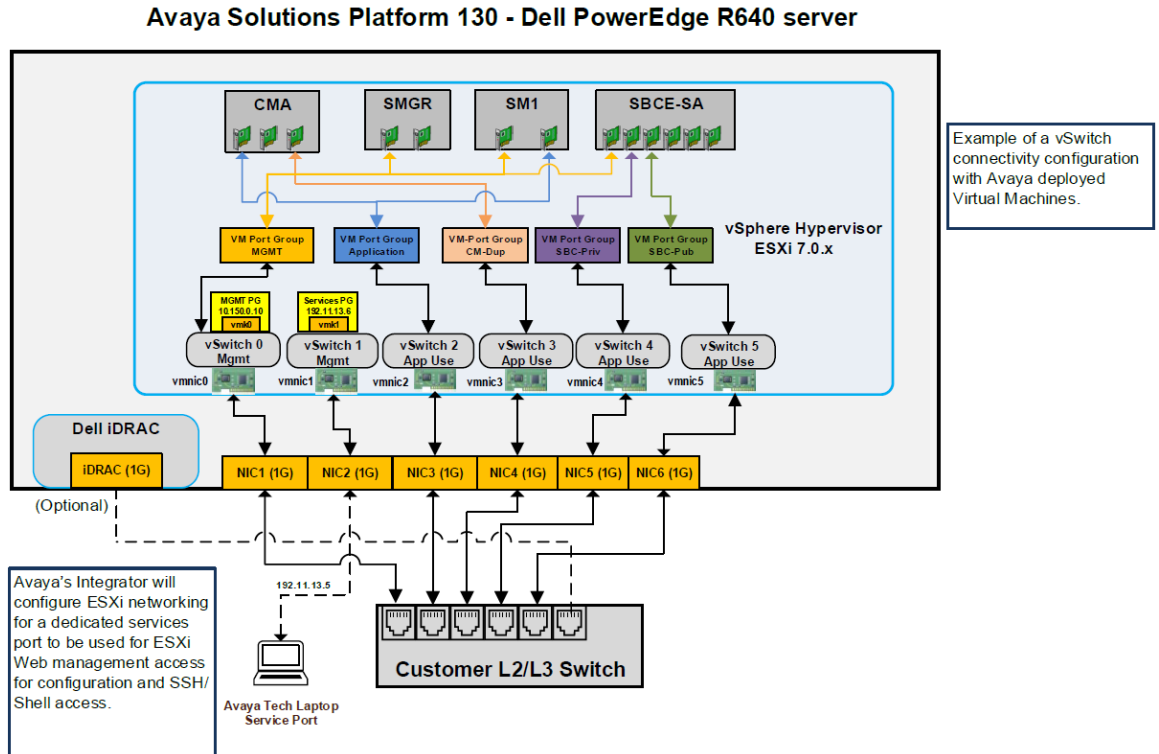 Avaya Solutions Platform 130 - Dell PowerEdge R640 server
CMA
SMGR
SM1
SBCE-SA
Example of a vSwitch
connectivity configuration
with Avaya deployed
Virtual Machines.
vSphere Hypervisor
ESXi 7.0.x
VM Port Group
MGMT
VM Port Group
Application
VM-Port Group
CM-Dup
VM Port Group
SBC-Priv
VM Port Group
SBC-Pub
MGMT PG
10.150.0.10
vmk0
Services PG
192.11.13.6
vmk1
vSwitch 0
Mgmt
vSwitch 1
Mgmt
vSwitch 2
App Use
vSwitch 3
App Use
vSwitch 4
App Use
vSwitch 5
App Use
vmnic0
vmnic1
vmnic2
vmnic3
vmnic4
vmnic5
Dell iDRAC
iDRAC (1G)
NIC1 (1G)
NIC2 (1G)
NIC3 (1G)
NIC4 (1G)
NIC5 (1G)
NIC6 (1G)
(Optional)
Avaya's Integrator will
configure ESXi networking
for a dedicated services
port to be used for ESXi
Web management access
for configuration and SSH/
Shell access.
192.11.13.5
Avaya Tech Laptop
Service Port
Customer L2/L3 Switch